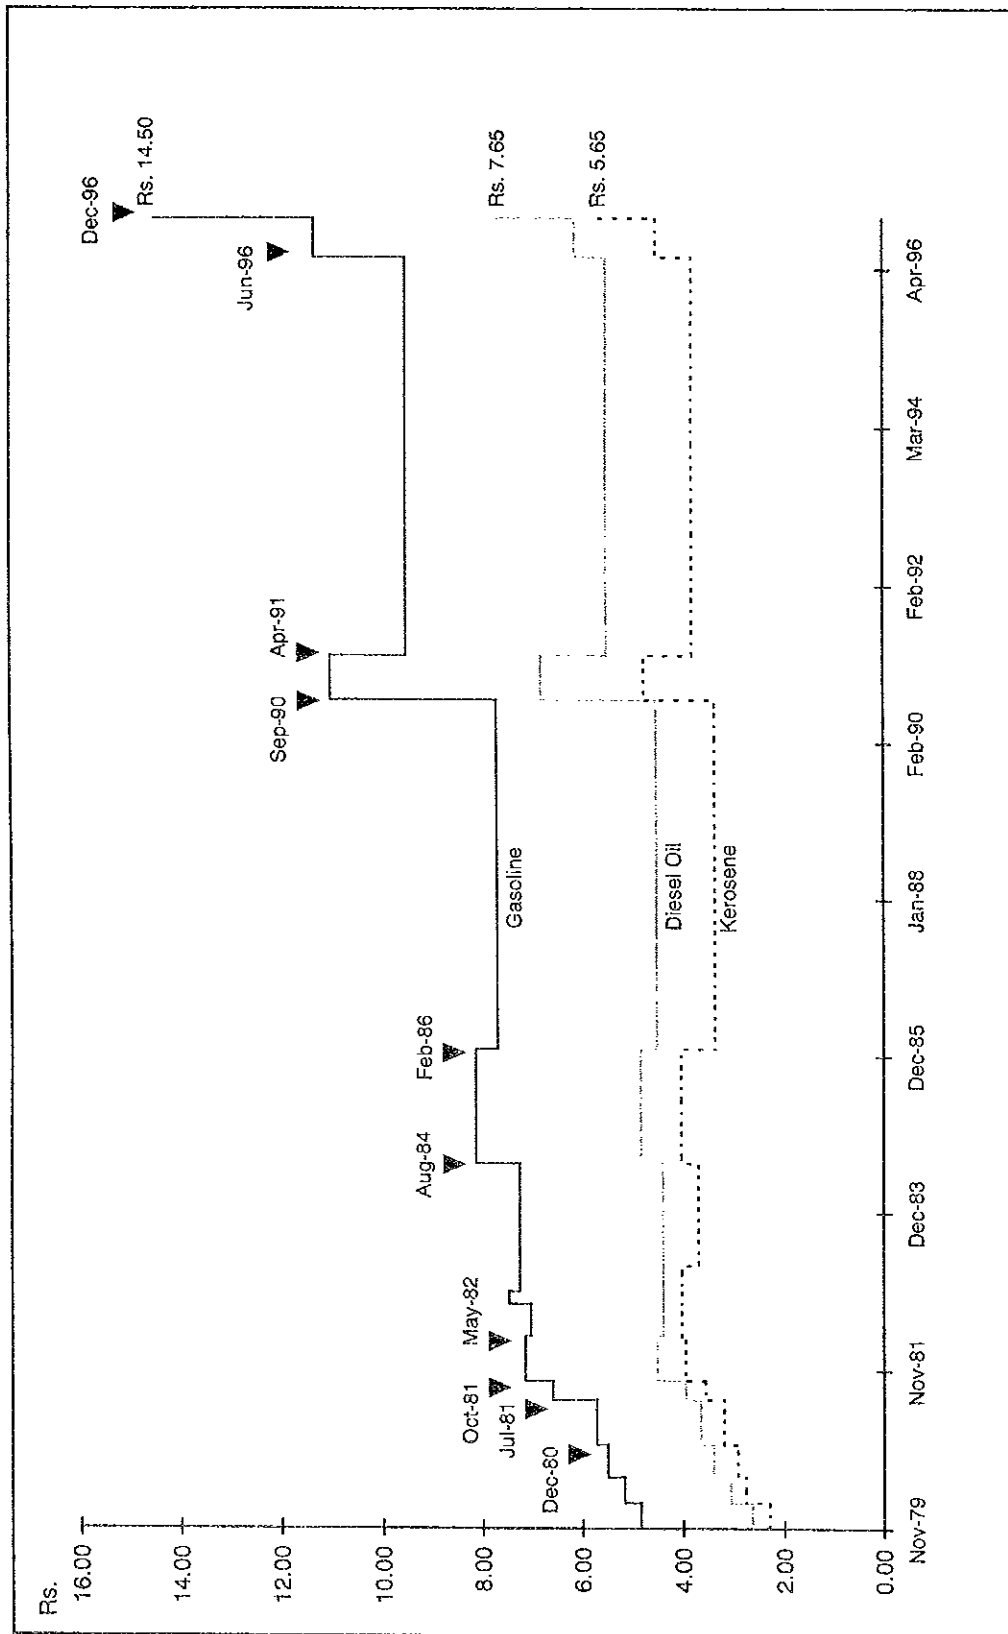 Rs.
16.00
14.00
12.00
10.00
8.00
6.00
4.00
2.00
0.00
Dec-96
Rs. 14.50
Jun-96
Rs. 7.65
Rs. 5.65
Sep-90
Apr-91
Aug-84
Feb-86
Oct-81
Jul-81
May-82
Dec-80
Gasoline
Diesel Oil
Kerosene
Nov-79
Nov-81
Dec-83
Dec-85
Jan-88
Feb-90
Feb-92
Mar-94
Apr-96